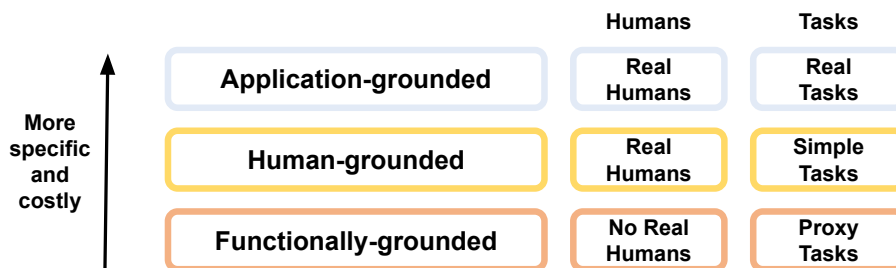 Humans Tasks
Application-grounded
Real
Humans
Real
Tasks
More
specific
and
costly
Human-grounded
Real
Humans
Simple
Tasks
Functionally-grounded
No Real
Humans
Proxy
Tasks